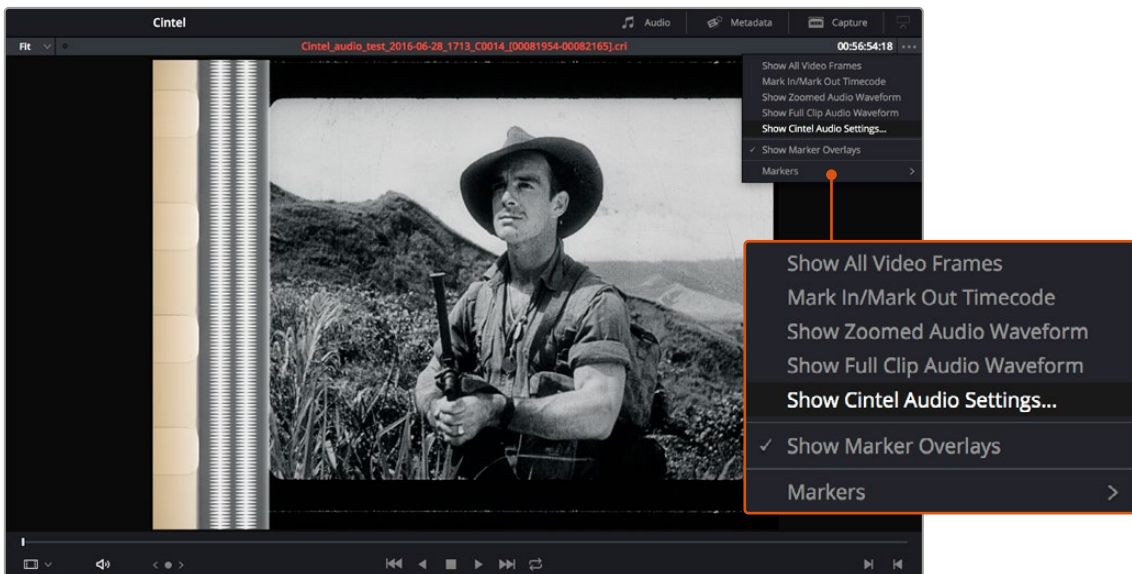 Cintel
Audio
Metadata
Capture
Fit
Cintel_audio_test_2016-06-28_1713_C0014_[00081954-00082165].cri
00:56:54:18
Show All Video Frames
Mark In/Mark Out Timecode
Show Zoomed Audio Waveform
Show Full Clip Audio Waveform
Show Cintel Audio Settings...
✓ Show Marker Overlays
Markers >
Show All Video Frames
Mark In/Mark Out Timecode
Show Zoomed Audio Waveform
Show Full Clip Audio Waveform
Show Cintel Audio Settings...
✓ Show Marker Overlays
Markers >